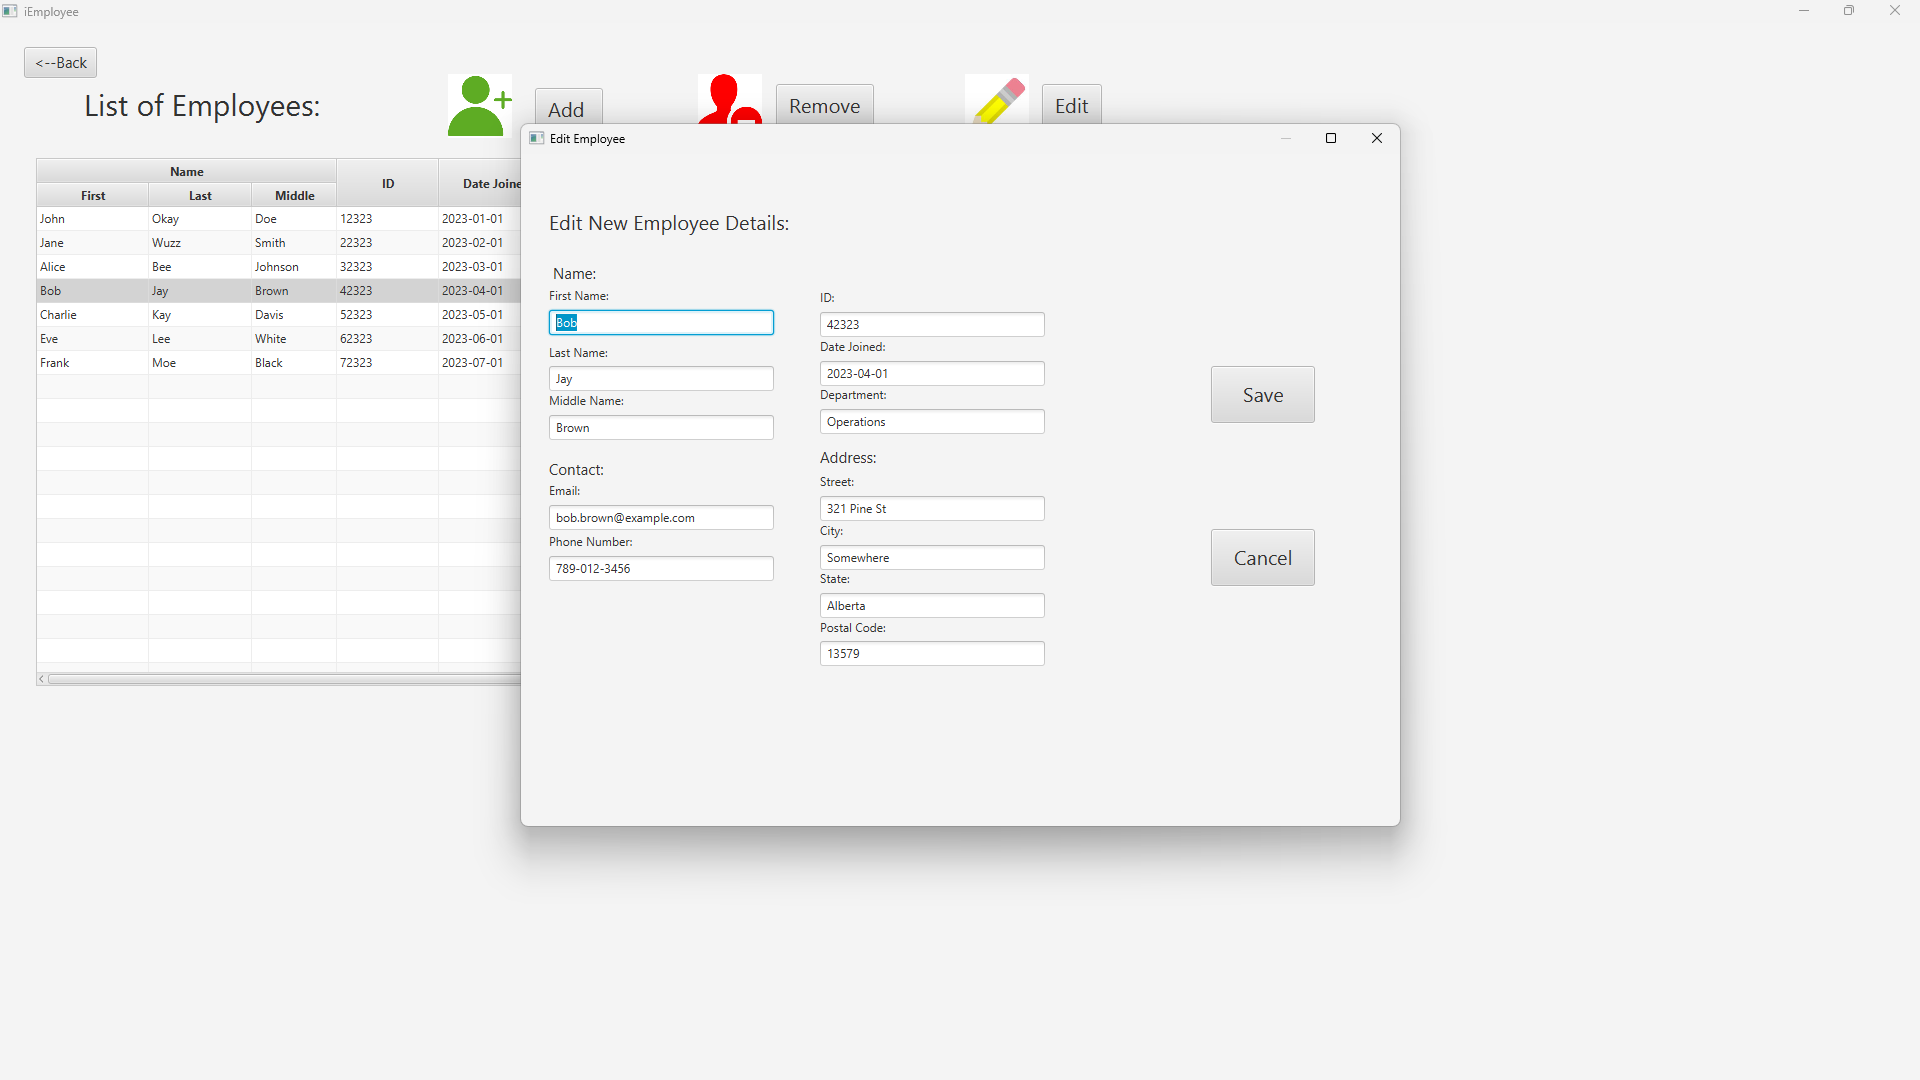 iEmployee
<--Back
List of Employees:
Add
Remove
Edit
Name
ID
Date Joine
First
Last
Middle
John Okay Doe 12323 2023-01-01
Jane Wuzz Smith 22323 2023-02-01
Alice Bee Johnson 32323 2023-03-01
Bob Jay Brown 42323 2023-04-01
Charlie Kay Davis 52323 2023-05-01
Eve Lee White 62323 2023-06-01
Frank Moe Black 72323 2023-07-01
Edit Employee
Edit New Employee Details:
Name:
First Name:
Bob
Last Name:
Jay
Middle Name:
Brown
Contact:
Email:
bob.brown@example.com
Phone Number:
789-012-3456
ID:
42323
Date Joined:
2023-04-01
Department:
Operations
Address:
Street:
321 Pine St
City:
Somewhere
State:
Alberta
Postal Code:
13579
Save
Cancel